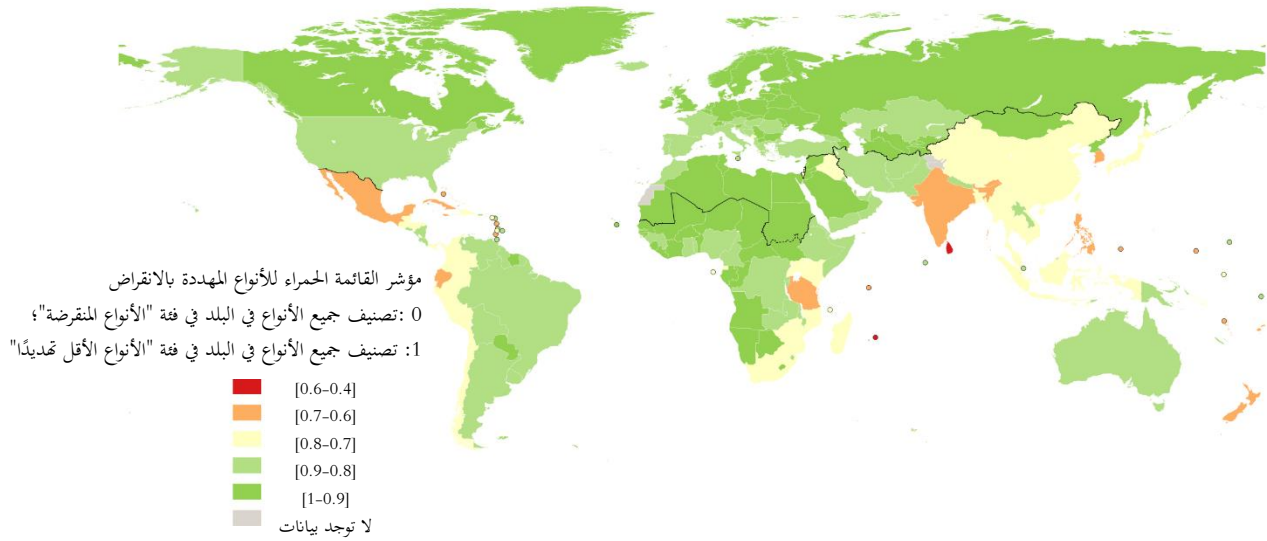 مؤشر القائمة الحمراء للأنواع المهددة بالانقراض
0 :تصنيف جميع الأنواع في البلد في فئة "الأنواع المنقرضة"؛
1: تصنيف جميع الأنواع في البلد في فئة "الأنواع الأقل تهديدًا"
[0.6-0.4]
[0.7-0.6]
[0.8-0.7]
[0.9-0.8]
[1-0.9]
لا توجد بيانات